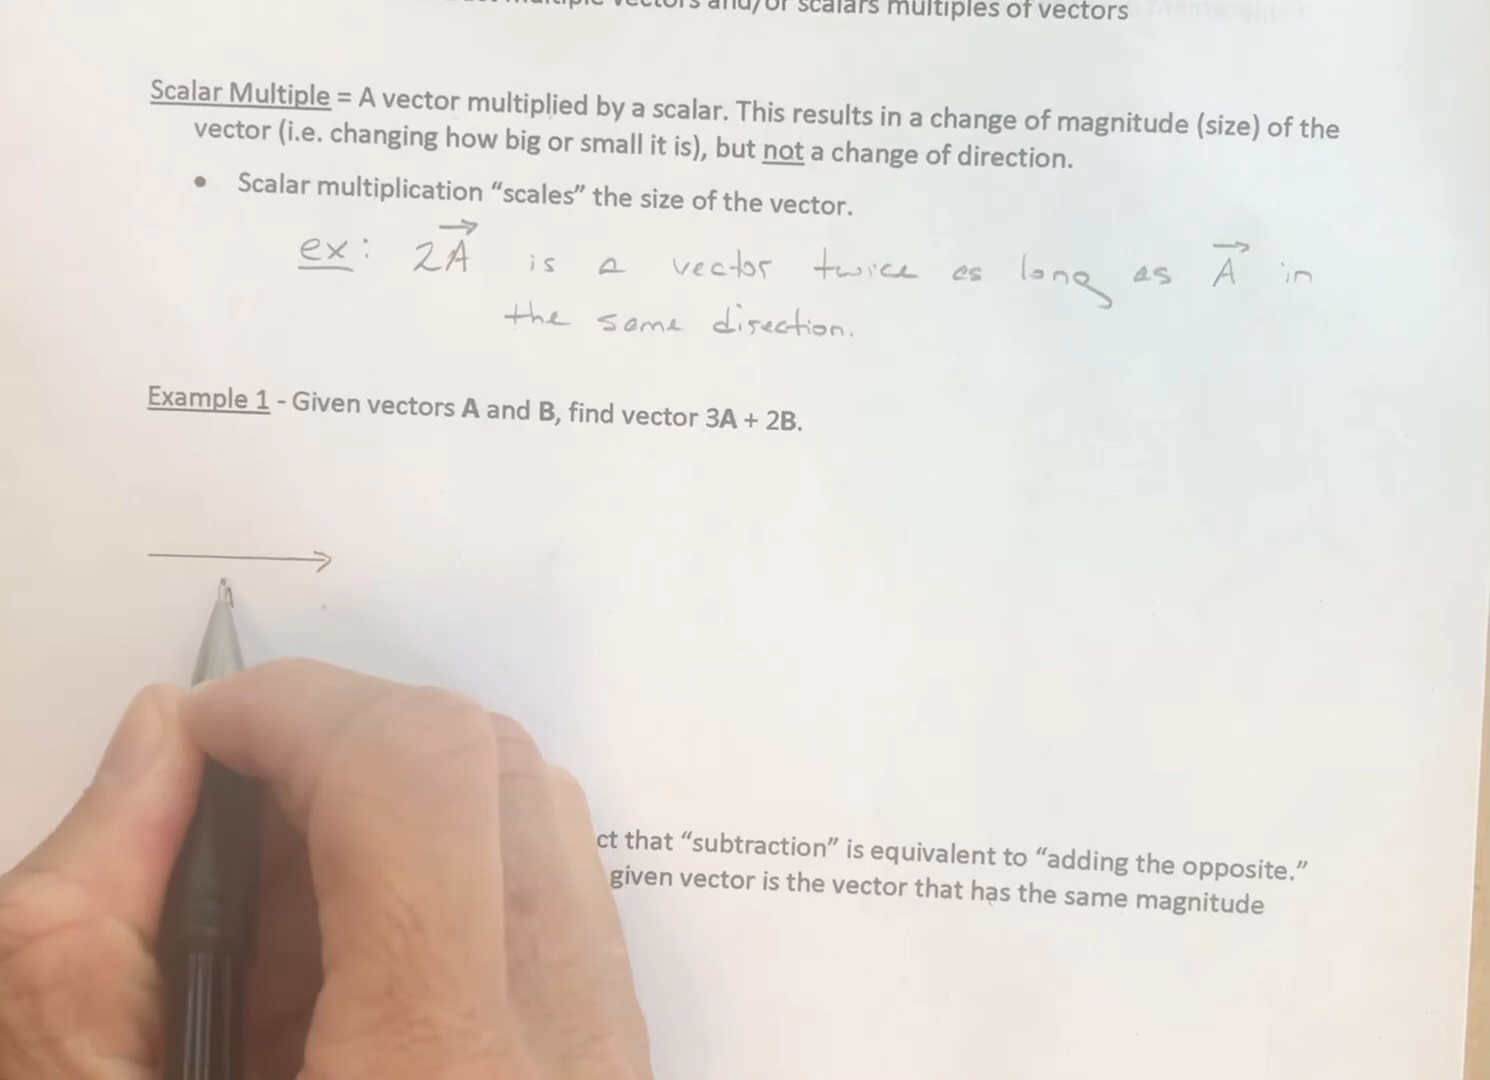 vectors and/or scalars multiples of vectors
Scalar Multiple = A vector multiplied by a scalar. This results in a change of magnitude (size) of the
vector (i.e. changing how big or small it is), but not a change of direction.
• Scalar multiplication “scales” the size of the vector.
ex: 2A is a vector twice as long as A in
the same direction.
Example 1 - Given vectors A and B, find vector 3A + 2B.
A
ct that “subtraction” is equivalent to “adding the opposite.”
given vector is the vector that has the same magnitude